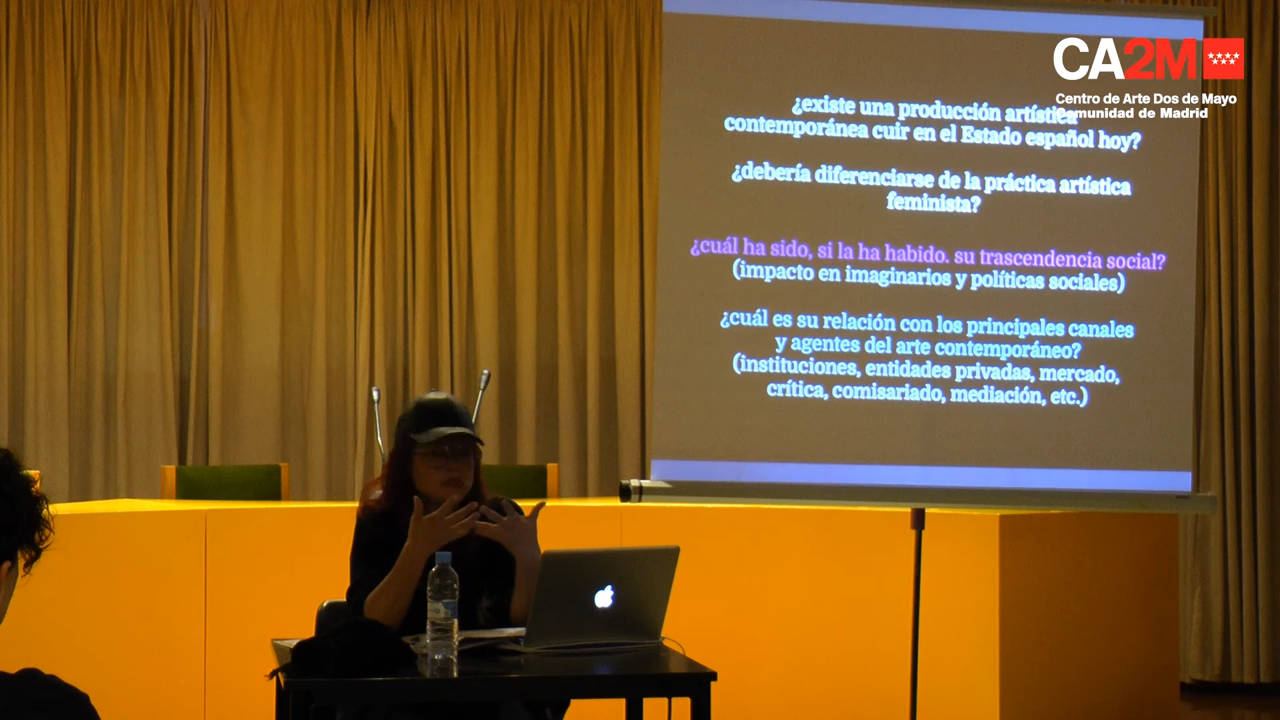 CA2M
Centro de Arte Dos de Mayo
Comunidad de Madrid
¿existe una producción artística
contemporánea cuir en el Estado español hoy?
¿debería diferenciarse de la práctica artística
feminista?
¿cuál ha sido, si la ha habido. su trascendencia social?
(impacto en imaginarios y políticas sociales)
¿cuál es su relación con los principales canales
y agentes del arte contemporáneo?
(instituciones, entidades privadas, mercado,
crítica, comisariado, mediación, etc.)